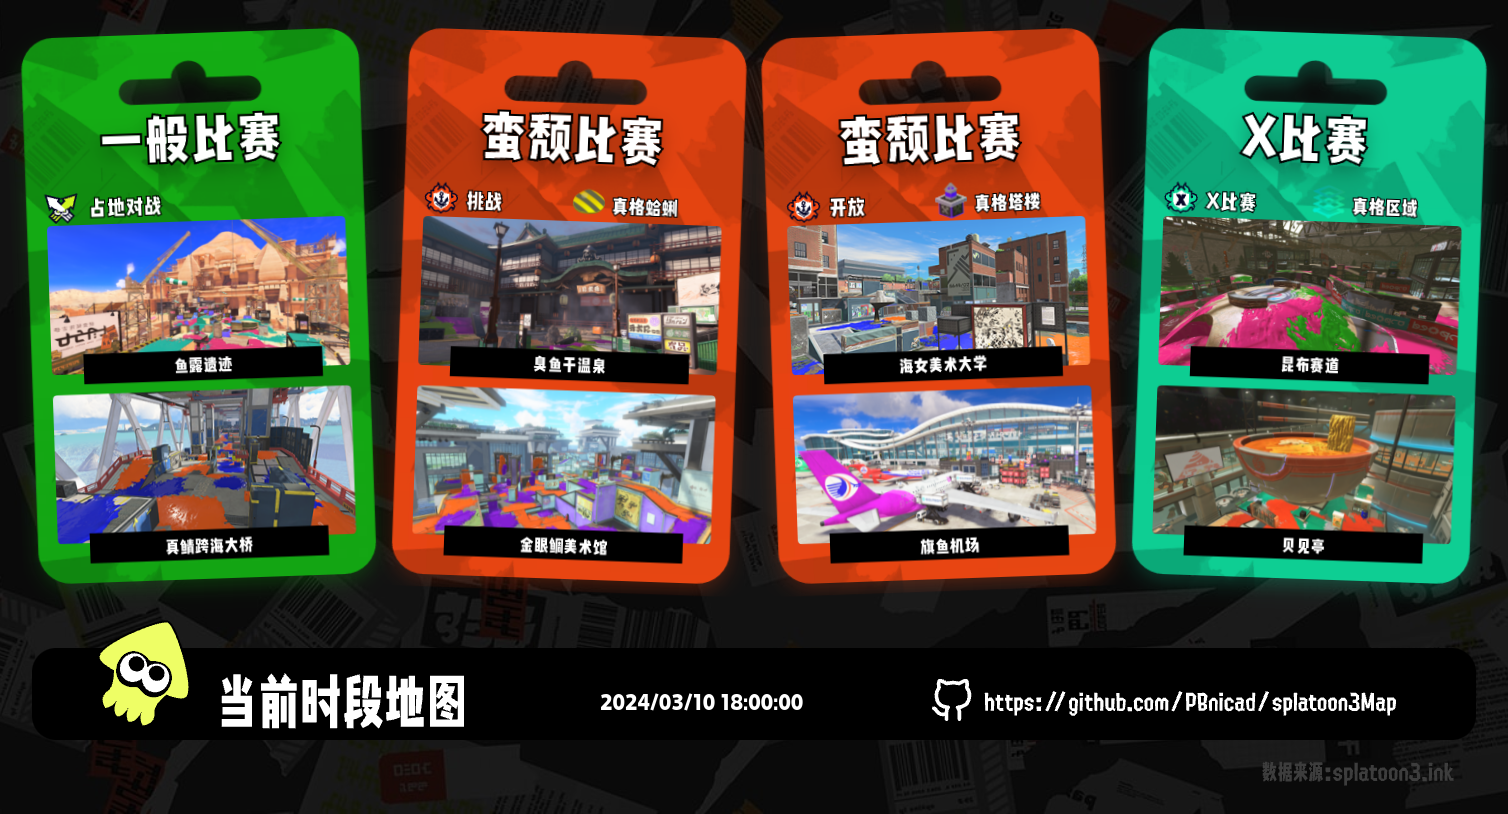 一般比赛
占地对战
鱼露遗迹
真鲭跨海大桥
蛮颓比赛
挑战
真格蛤蜊
臭鱼干温泉
金眼鲷美术馆
蛮颓比赛
开放
真格塔楼
海女美术大学
旗鱼机场
X比赛
X比赛
真格区域
昆布赛道
贝见亭
当前时段地图
2024/03/10 18:00:00
https://github.com/PBnicad/splatoon3Map
数据来源:splatoon3.ink